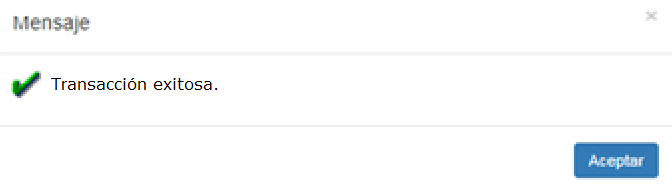 Mensaje
×
Transacción exitosa.
Aceptar